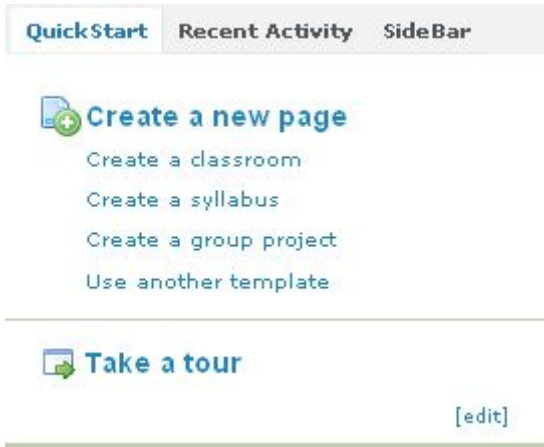 QuickStart Recent Activity SideBar
Create a new page
Create a classroom
Create a syllabus
Create a group project
Use another template
Take a tour
[edit]